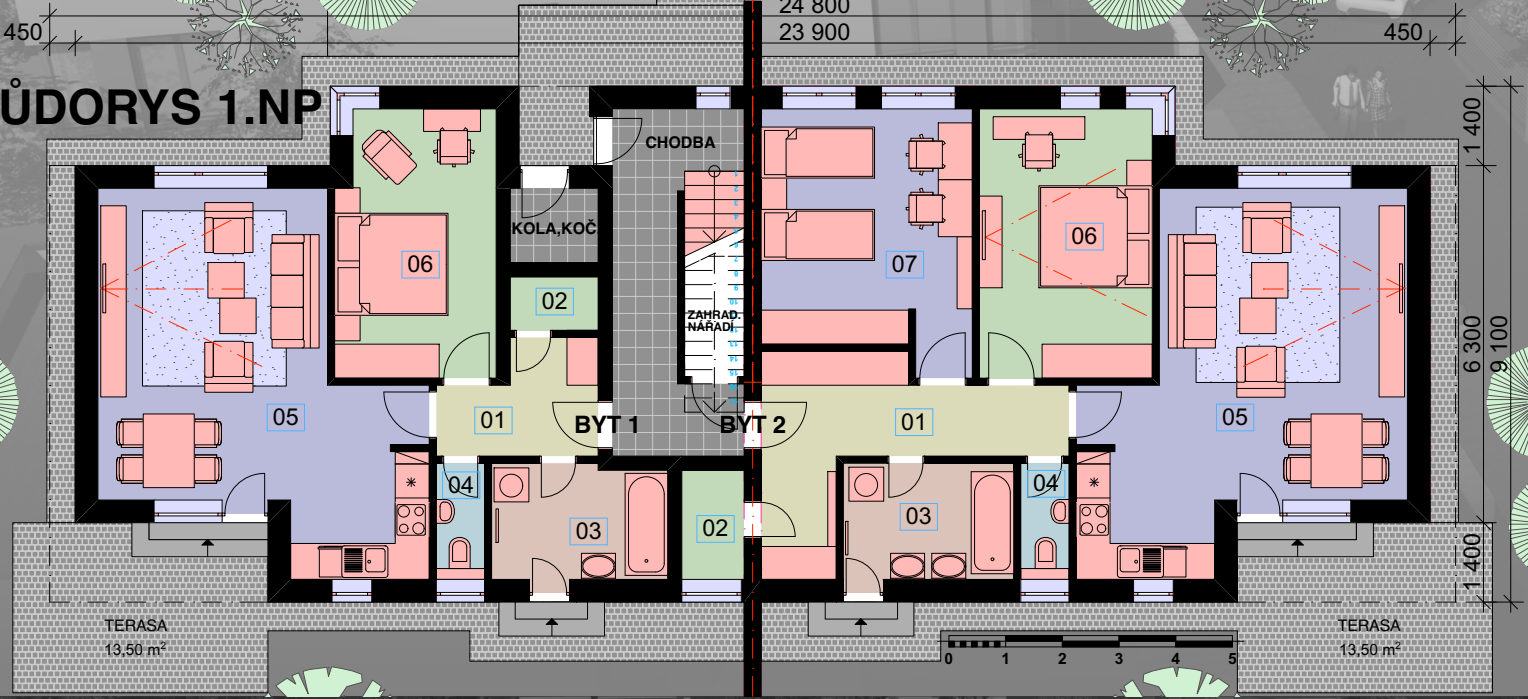 24 800
450
23 900
450
ŮDORYS 1.NP
1 400
CHODBA
KOLA,KOČ
06
07
06
02
ZAHRAD.
NÁŘADÍ
6 300
9 100
05
01
BYT 1
BYT 2
01
05
04
03
02
03
04
1 400
TERASA
13,50 m²
TERASA
13,50 m²
0 1 2 3 4 5